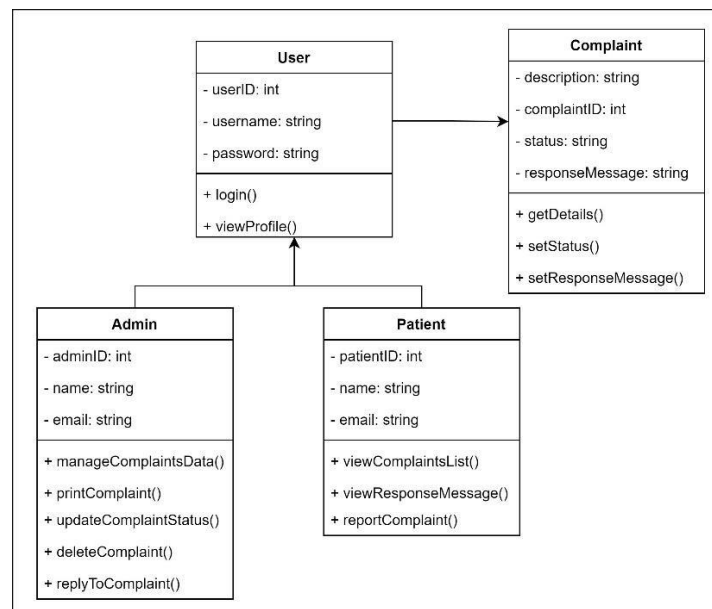 User
- userID: int
- username: string
- password: string
+ login()
+ viewProfile()
Complaint
- description: string
- complaintID: int
- status: string
- responseMessage: string
+ getDetails()
+ setStatus()
+ setResponseMessage()
Admin
- adminID: int
- name: string
- email: string
+ manageComplaintsData()
+ printComplaint()
+ updateComplaintStatus()
+ deleteComplaint()
+ replyToComplaint()
Patient
- patientID: int
- name: string
- email: string
+ viewComplaintsList()
+ viewResponseMessage()
+ reportComplaint()